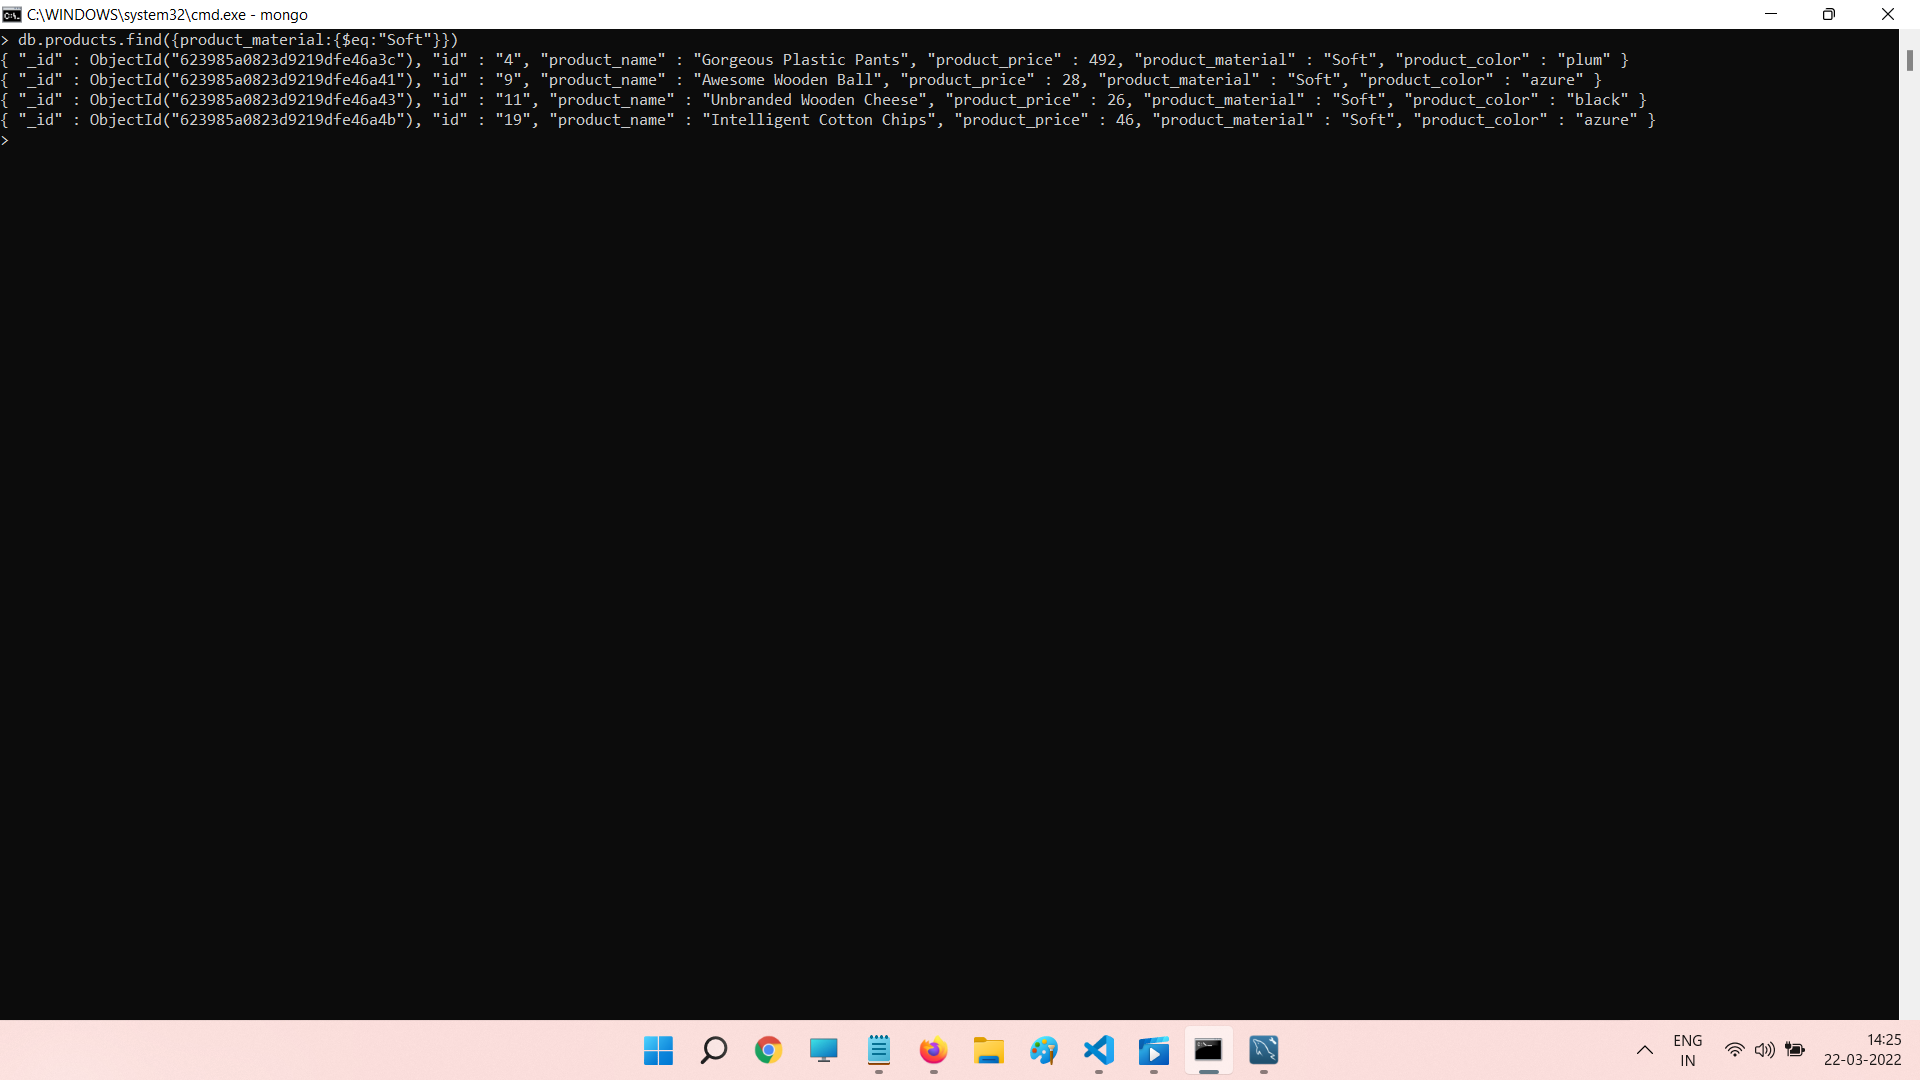 C:\WINDOWS\system32\cmd.exe - mongo
> db.products.find({product_material:{$eq:"Soft"}})
{ "_id" : ObjectId("623985a0823d9219dfe46a3c"), "id" : "4", "product_name" : "Gorgeous Plastic Pants", "product_price" : 492, "product_material" : "Soft", "product_color" : "plum" }
{ "_id" : ObjectId("623985a0823d9219dfe46a41"), "id" : "9", "product_name" : "Awesome Wooden Ball", "product_price" : 28, "product_material" : "Soft", "product_color" : "azure" }
{ "_id" : ObjectId("623985a0823d9219dfe46a43"), "id" : "11", "product_name" : "Unbranded Wooden Cheese", "product_price" : 26, "product_material" : "Soft", "product_color" : "black" }
{ "_id" : ObjectId("623985a0823d9219dfe46a4b"), "id" : "19", "product_name" : "Intelligent Cotton Chips", "product_price" : 46, "product_material" : "Soft", "product_color" : "azure" }
>
ENG
IN
14:25
22-03-2022